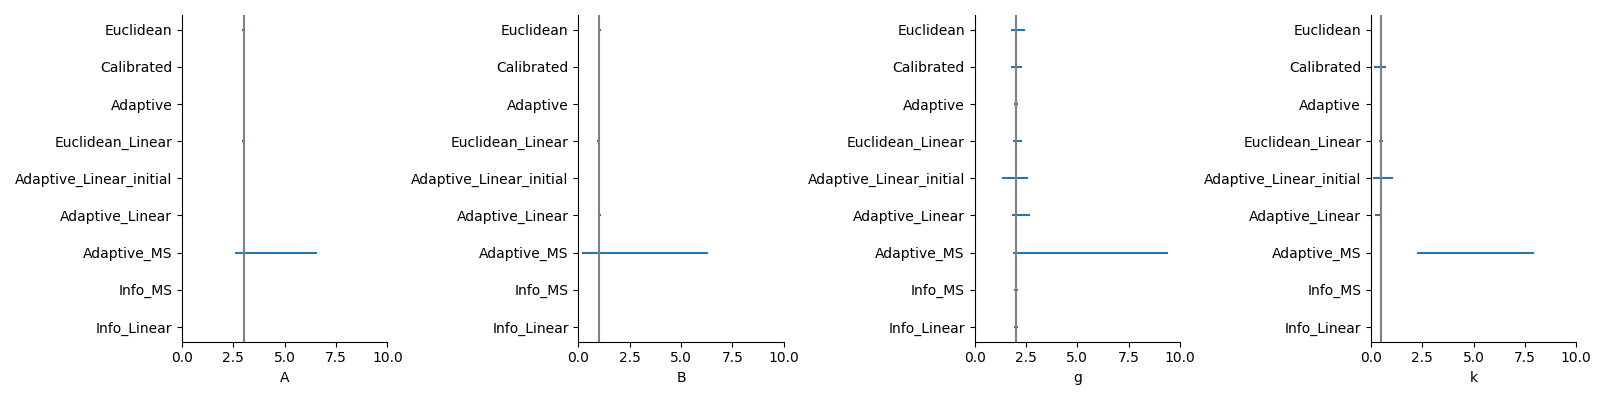 Euclidean
Calibrated
Adaptive
Euclidean_Linear
Adaptive_Linear_initial
Adaptive_Linear
Adaptive_MS
Info_MS
Info_Linear
0.0 2.5 5.0 7.5 10.0
A
Euclidean
Calibrated
Adaptive
Euclidean_Linear
Adaptive_Linear_initial
Adaptive_Linear
Adaptive_MS
Info_MS
Info_Linear
0.0 2.5 5.0 7.5 10.0
B
Euclidean
Calibrated
Adaptive
Euclidean_Linear
Adaptive_Linear_initial
Adaptive_Linear
Adaptive_MS
Info_MS
Info_Linear
0.0 2.5 5.0 7.5 10.0
g
Euclidean
Calibrated
Adaptive
Euclidean_Linear
Adaptive_Linear_initial
Adaptive_Linear
Adaptive_MS
Info_MS
Info_Linear
0.0 2.5 5.0 7.5 10.0
k